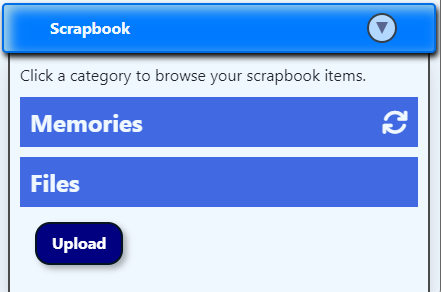 Scrapbook
Click a category to browse your scrapbook items.
Memories
Files
Upload